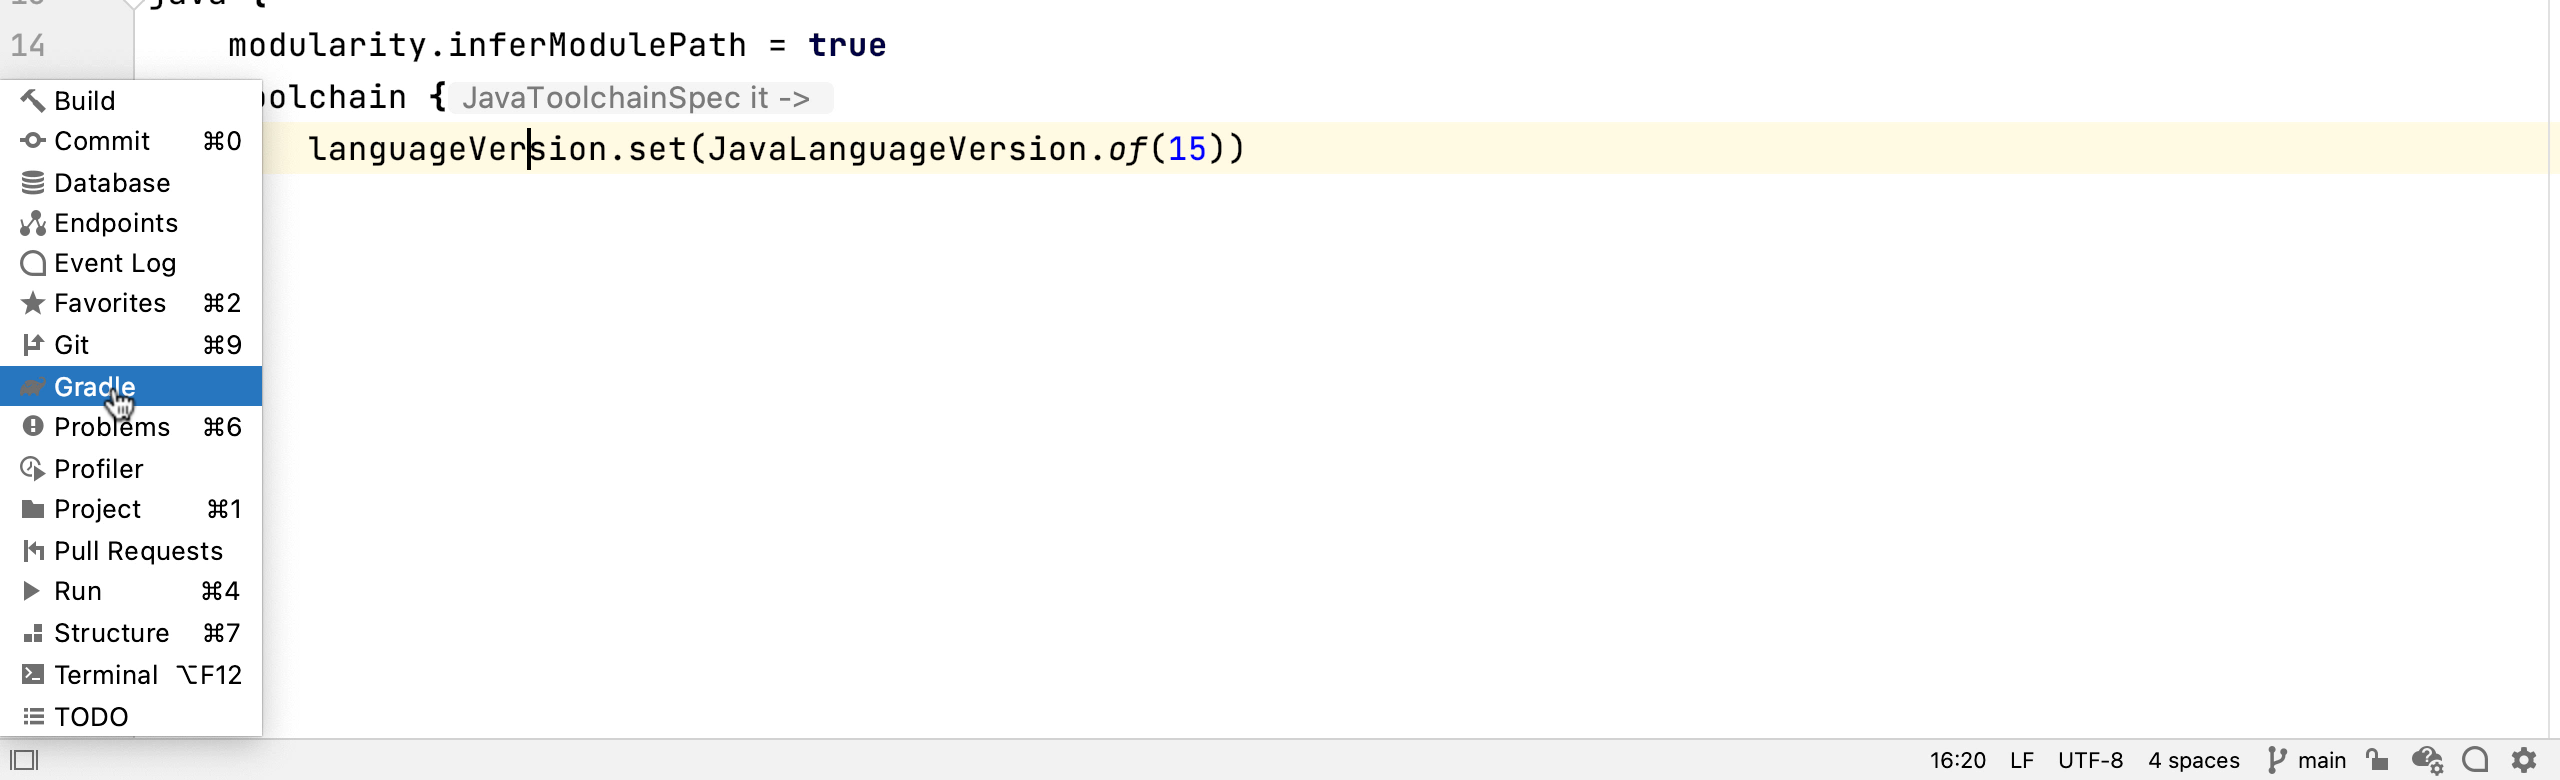 java {
14
modularity.inferModulePath = true
olchain { JavaToolchainSpec it ->
languageVersion.set(JavaLanguageVersion.of(15))
Build
Commit ⌘0
Database
Endpoints
Event Log
Favorites ⌘2
Git ⌘9
Gradle
Problems ⌘6
Profiler
Project ⌘1
Pull Requests
Run ⌘4
Structure ⌘7
Terminal ⌥F12
TODO
16:20 LF UTF-8 4 spaces main